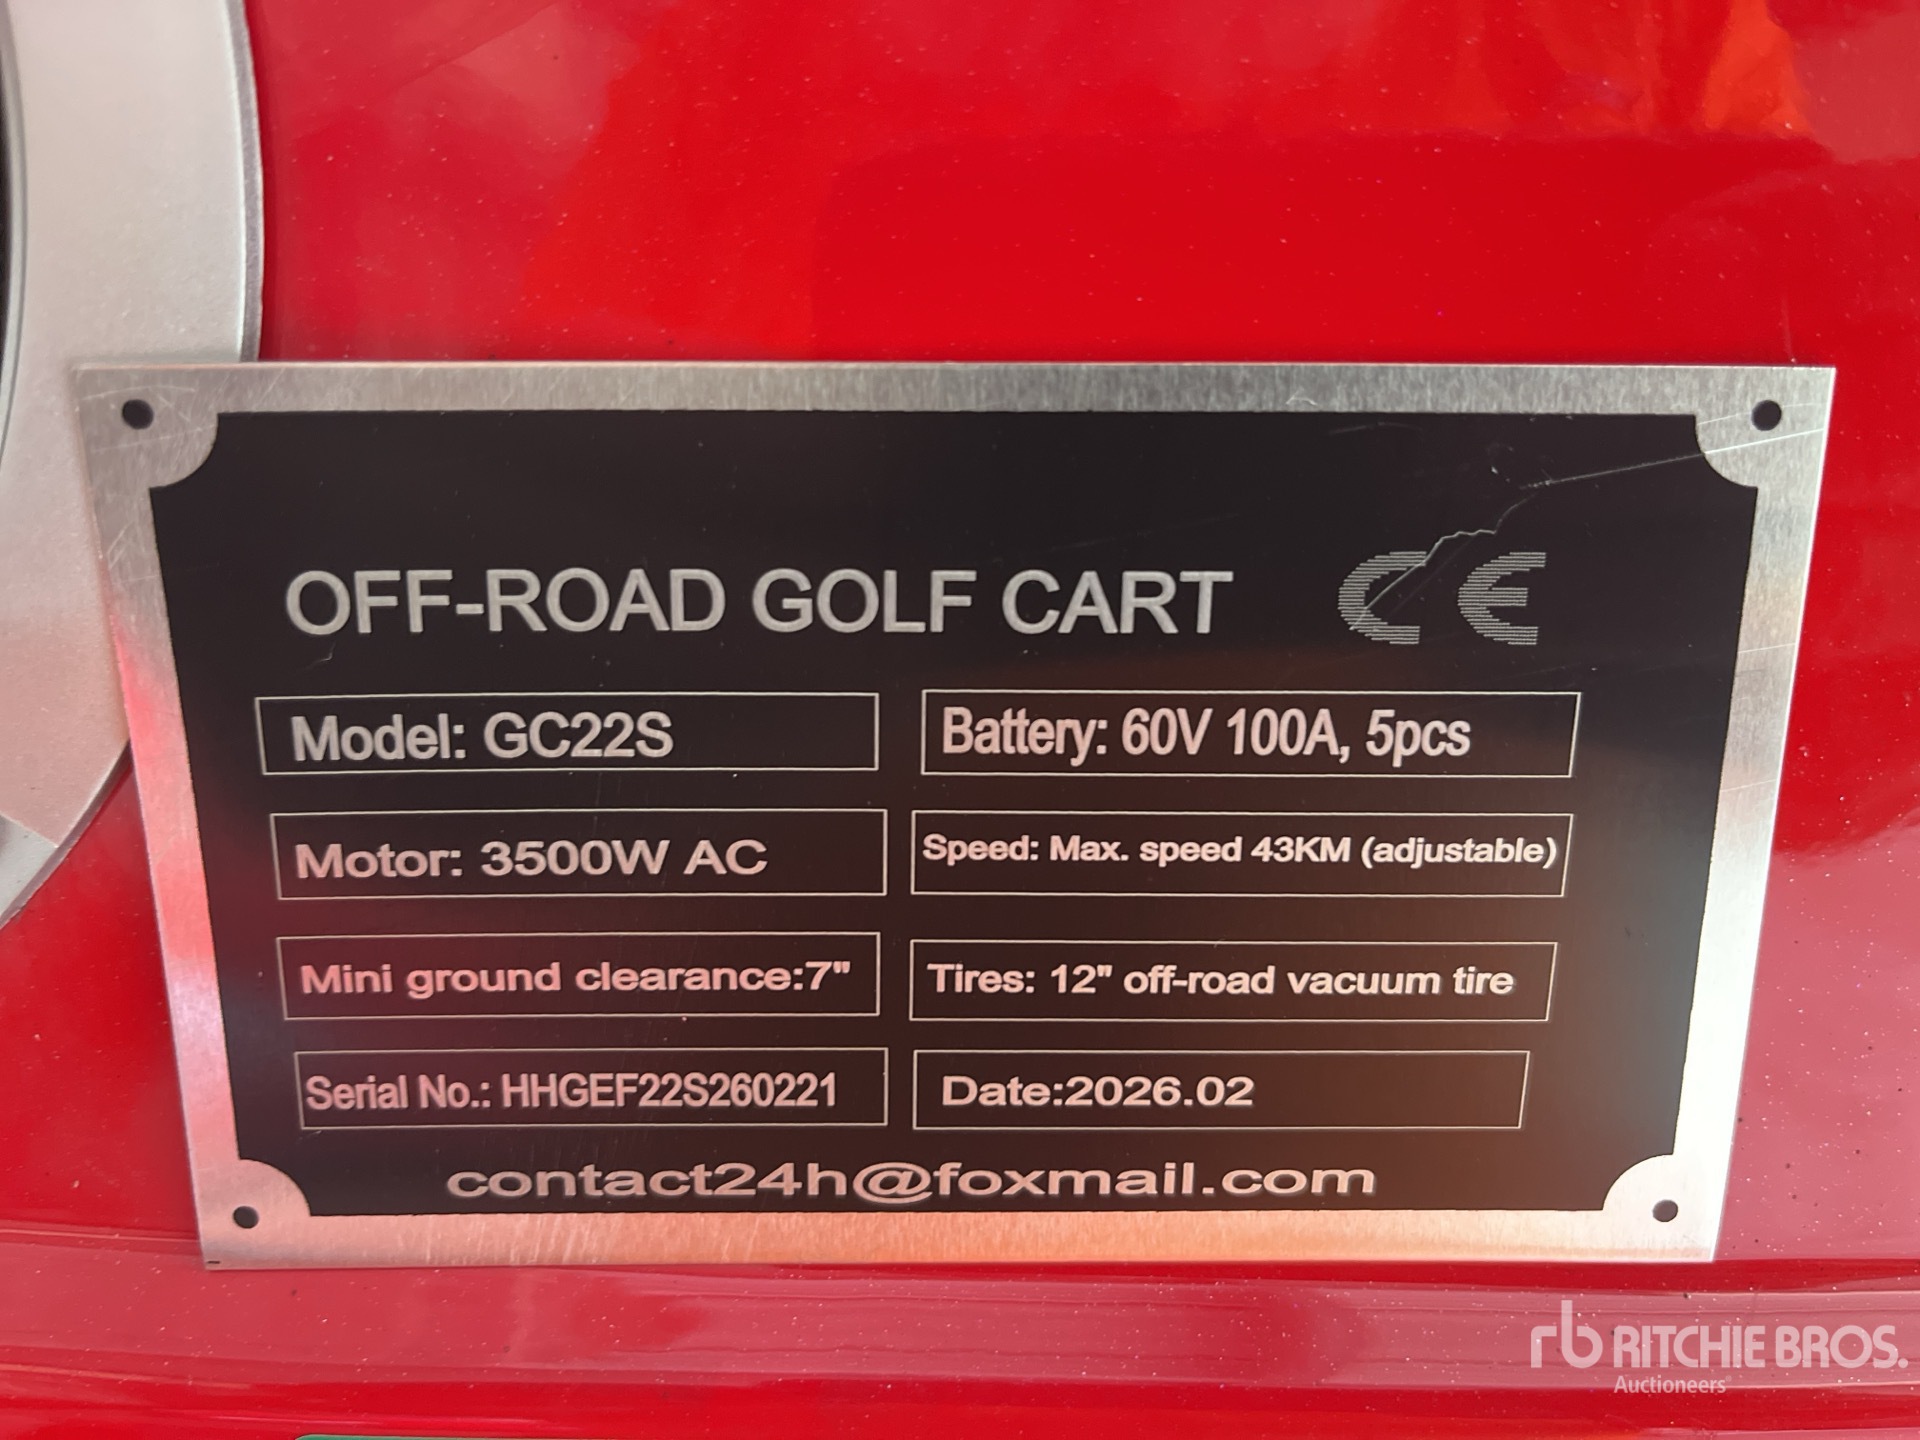 OFF-ROAD GOLF CART CE
Model: GC22S
Battery: 60V 100A, 5pcs
Motor: 3500W AC
Speed: Max. speed 43KM (adjustable)
Mini ground clearance:7"
Tires: 12" off-road vacuum tire
Serial No.: HHGEF22S260221
Date:2026.02
contact24h@foxmail.com
rb RITCHIE BROS.
Auctioneers